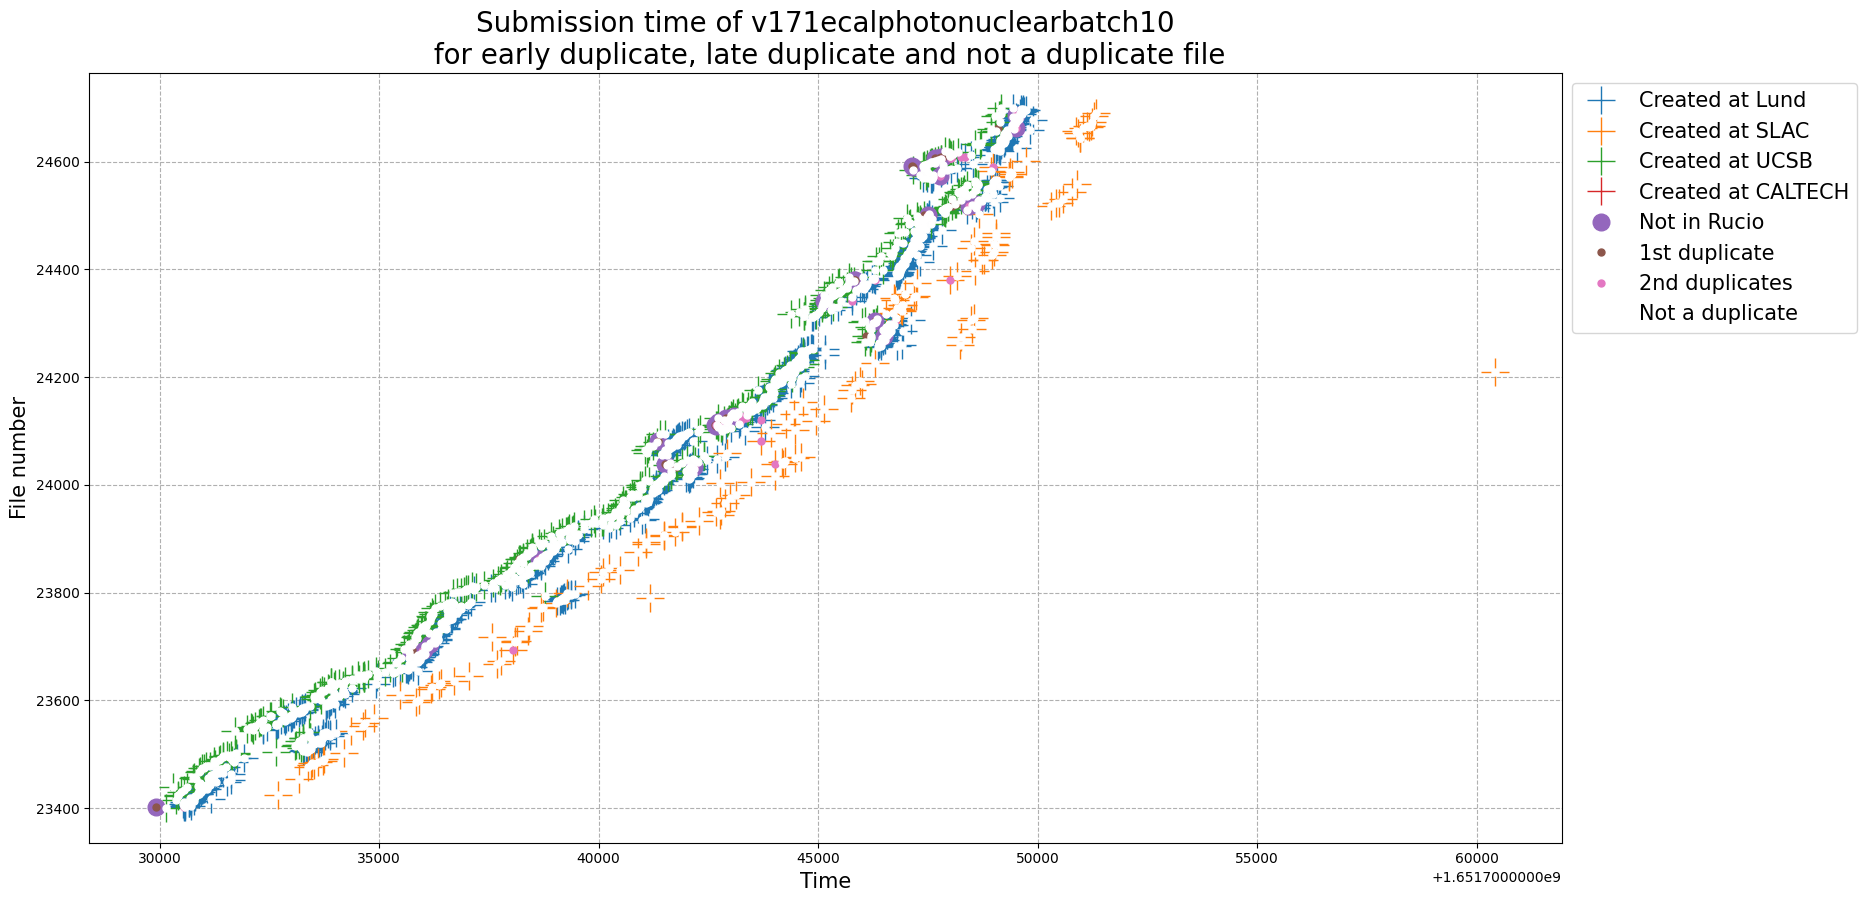 Submission time of v171ecalphotonuclearbatch10
for early duplicate, late duplicate and not a duplicate file
Created at Lund
Created at SLAC
Created at UCSB
Created at CALTECH
Not in Rucio
1st duplicate
2nd duplicates
Not a duplicate
File number
24600
24400
24200
24000
23800
23600
23400
30000
35000
40000
45000
50000
55000
60000
Time
+1.6517000000e9